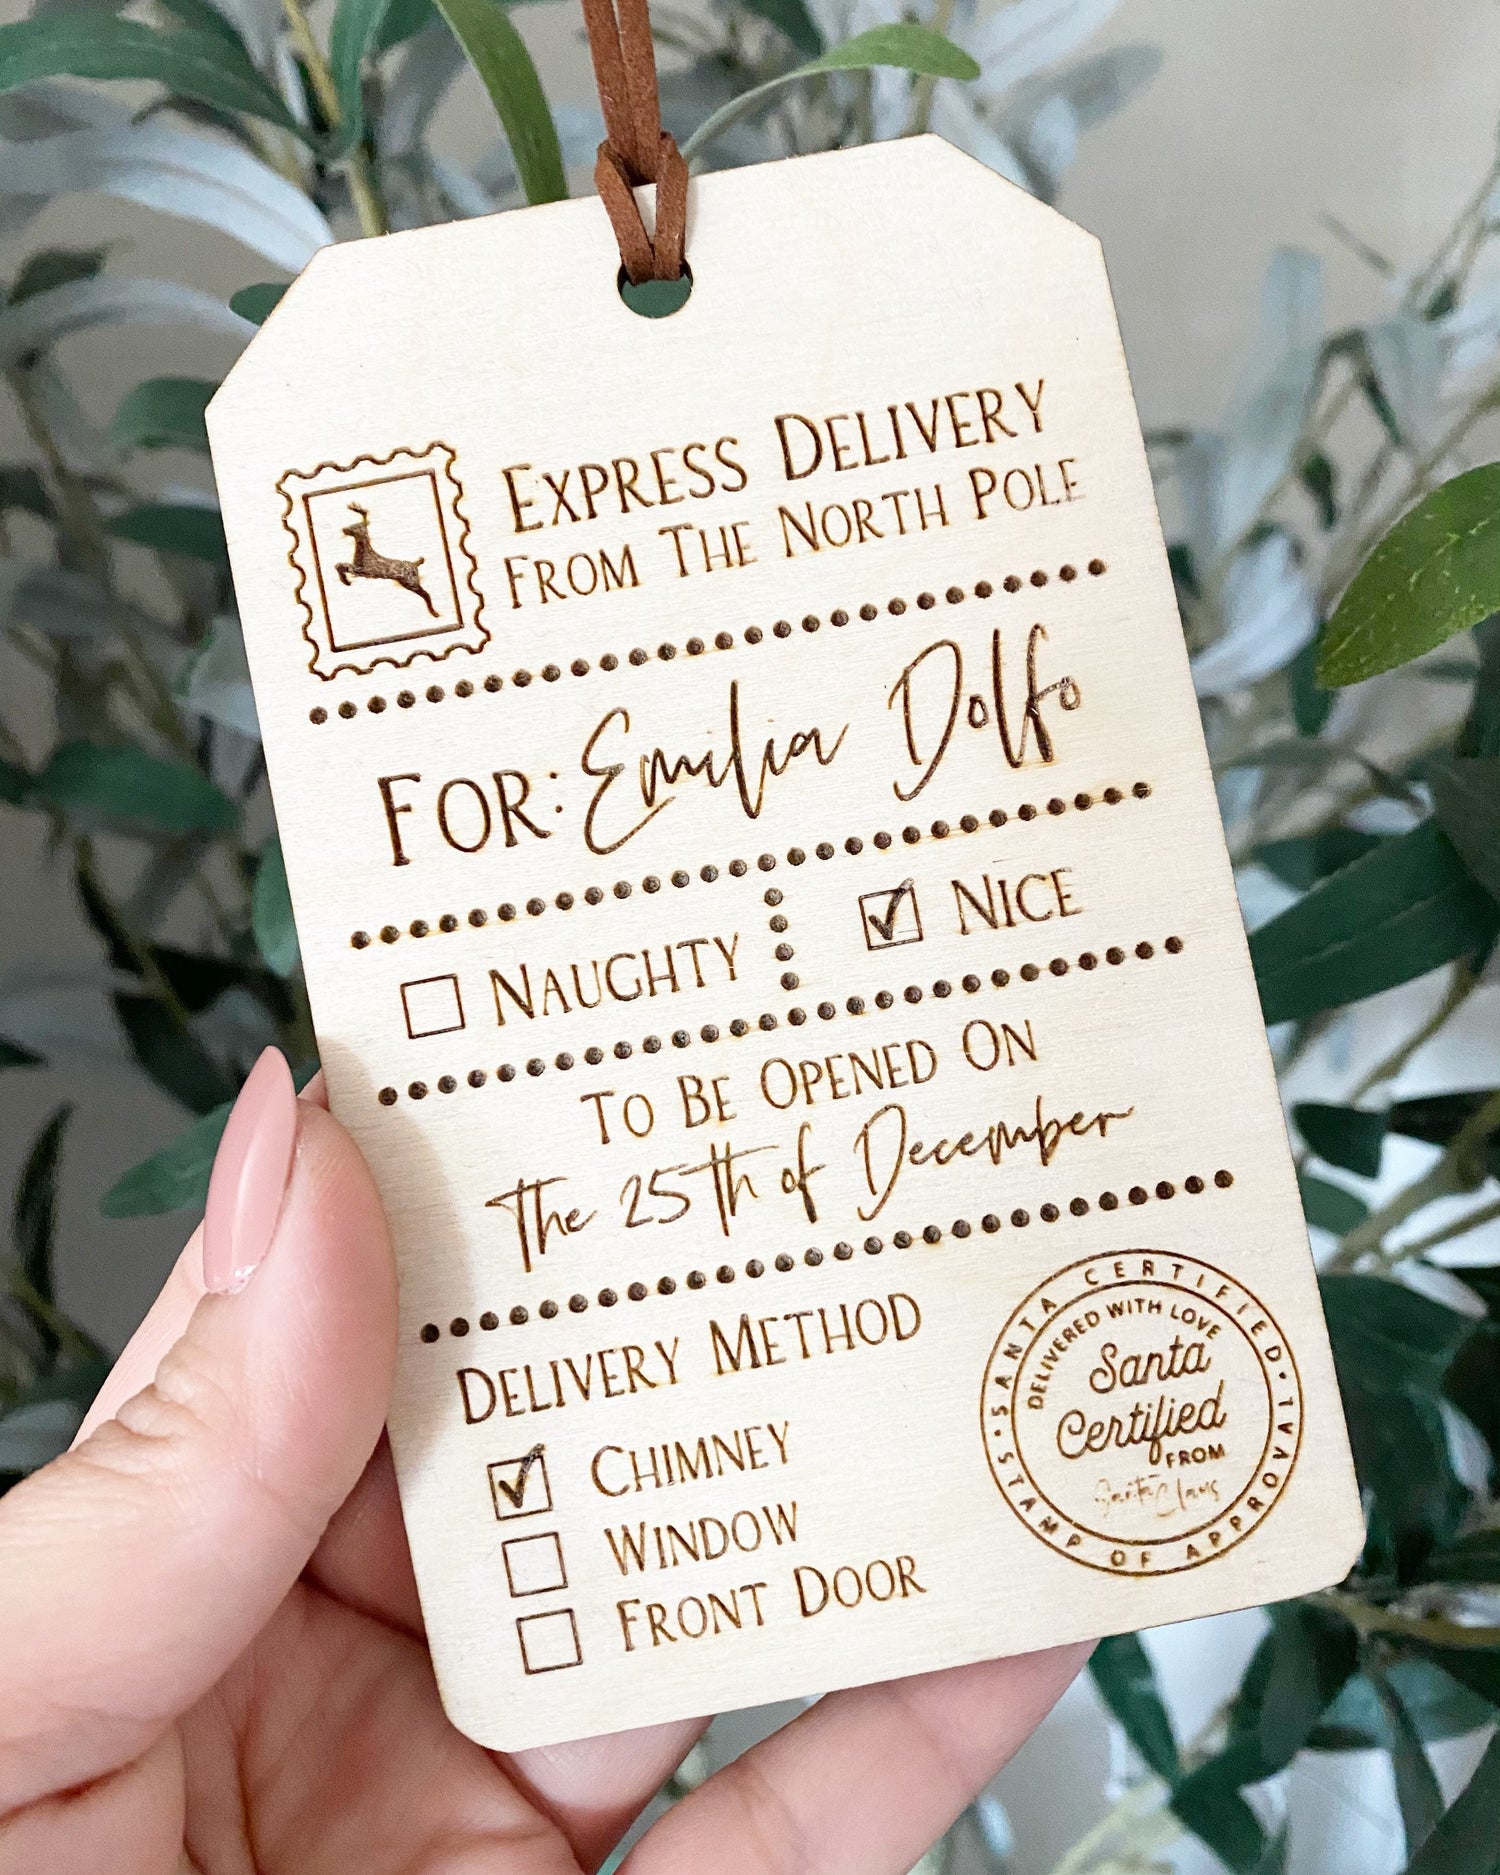 EXPRESS DELIVERY
FROM THE NORTH POLE
FOR: Emilia Dolfo
NAUGHTY
✓ NICE
TO BE OPENED ON
The 25th of December
DELIVERY METHOD
✓ CHIMNEY
WINDOW
FRONT DOOR
SANTA CERTIFIED
DELIVERED WITH LOVE
Santa
Certified
FROM
Santa Claus
STAMP OF APPROVAL